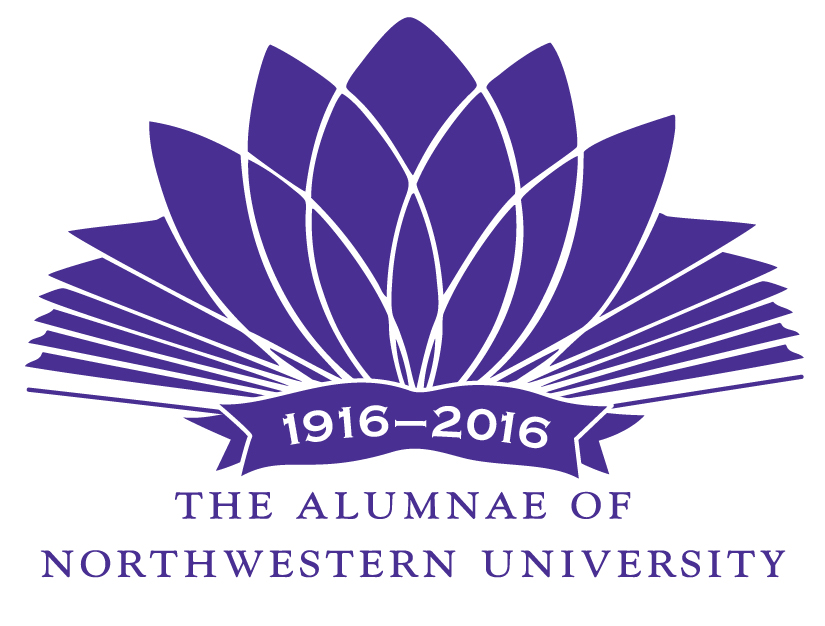 1916–2016
THE ALUMNAE OF
NORTHWESTERN UNIVERSITY